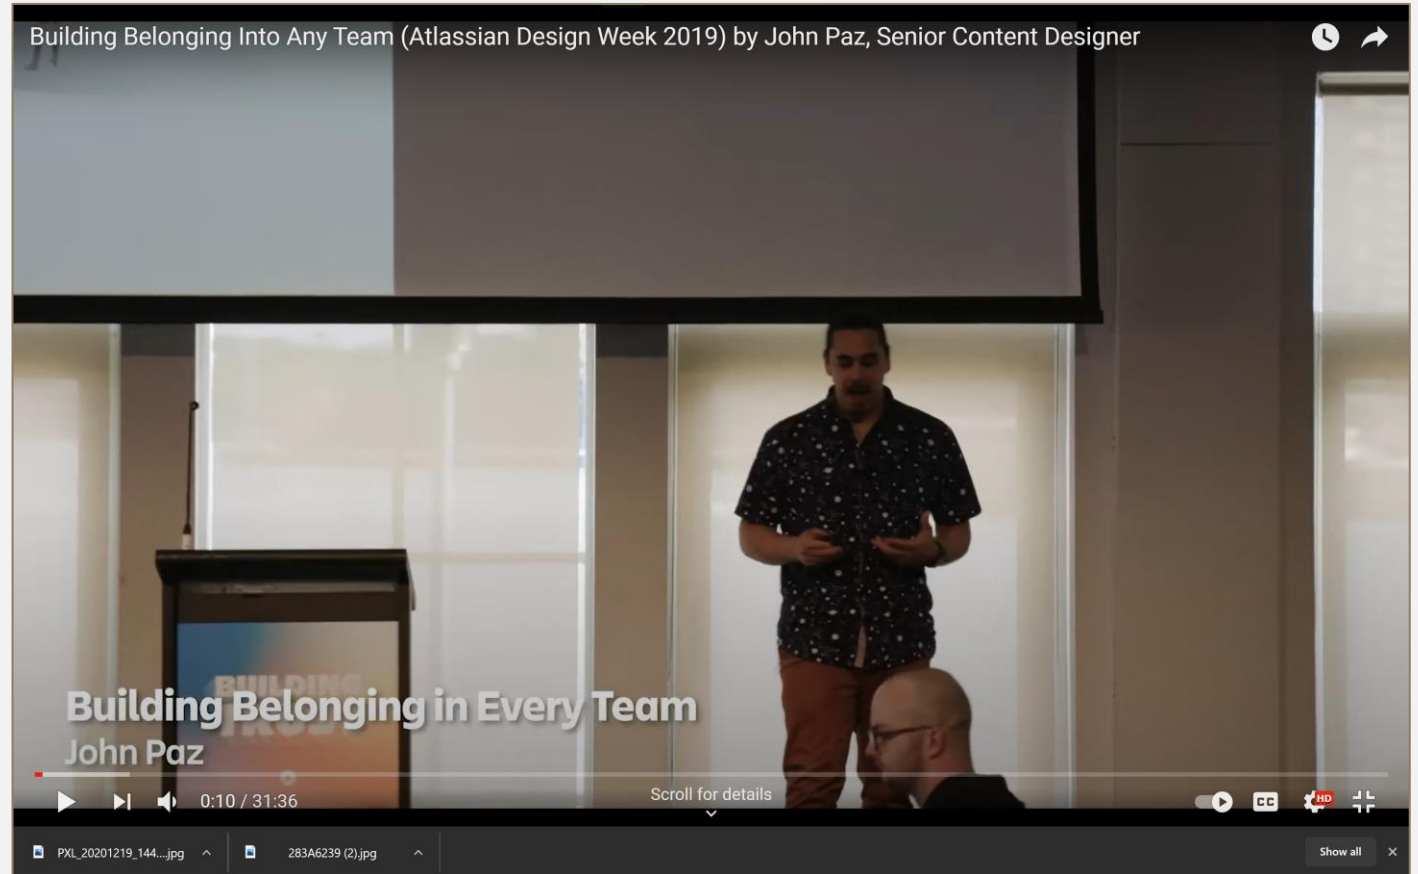 Building Belonging Into Any Team (Atlassian Design Week 2019) by John Paz, Senior Content Designer
BUILDING
TRUST
Building Belonging in Every Team
John Paz
0:10 / 31:36
Scroll for details
CC
HD
PXL_20201219_144....jpg
283A6239 (2).jpg
Show all